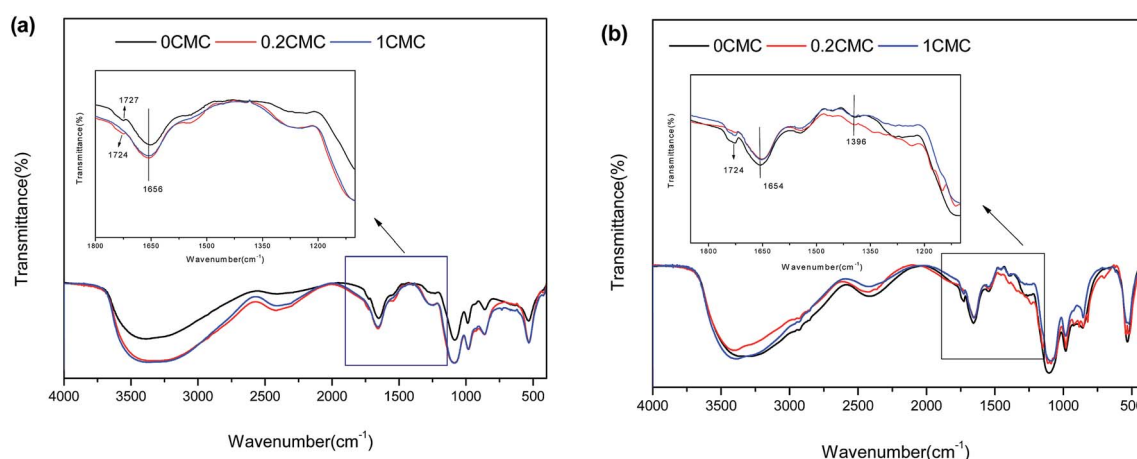 (a)
0CMC 0.2CMC 1CMC
Transmittance(%)
1727
1724
1656
1800 1650 1500 1350 1200
Wavenumber(cm-1)
Transmittance(%)
4000 3500 3000 2500 2000 1500 1000 500
Wavenumber(cm-1)
(b)
0CMC 0.2CMC 1CMC
Transmittance(%)
1724
1654
1396
1800 1650 1500 1350 1200
Wavenumber(cm-1)
Transmittance(%)
4000 3500 3000 2500 2000 1500 1000 500
Wavenumber(cm-1)